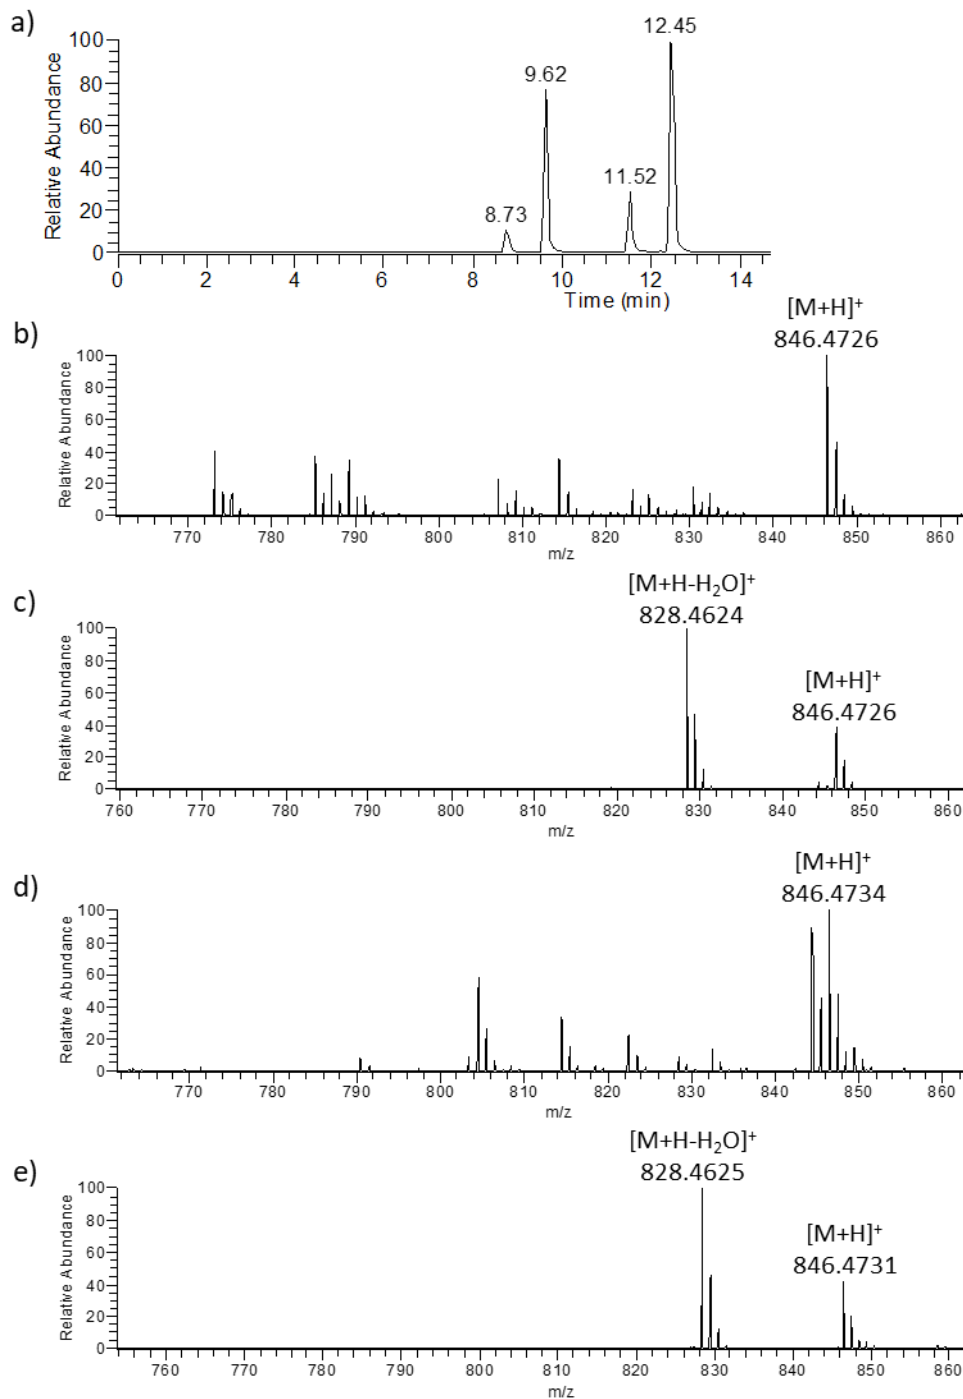 a)
12.45
9.62
11.52
8.73
100
80
60
40
20
0
Relative Abundance
0 2 4 6 8 10 12 14
Time (min)
b)
[M+H]+
846.4726
100
80
60
40
20
0
Relative Abundance
770 780 790 800 810 820 830 840 850 860
m/z
c)
[M+H-H₂O]+
828.4624
[M+H]+
846.4726
100
80
60
40
20
0
Relative Abundance
760 770 780 790 800 810 820 830 840 850 860
m/z
d)
[M+H]+
846.4734
100
80
60
40
20
0
Relative Abundance
770 780 790 800 810 820 830 840 850 860
m/z
e)
[M+H-H₂O]+
828.4625
[M+H]+
846.4731
100
80
60
40
20
0
Relative Abundance
760 770 780 790 800 810 820 830 840 850 860
m/z